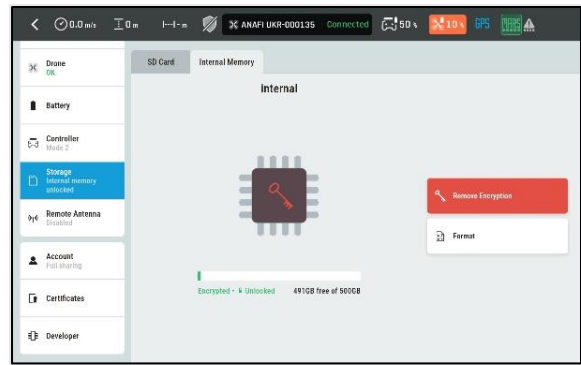 0.0 m/s
0 m
- m
ANAFI UKR-000135 Connected
50 %
10 %
GPS
SD Card
Internal Memory
Drone
OK
Battery
Controller
Mode 2
Storage
Internal memory
unlocked
Remote Antenna
Disabled
Account
Full sharing
Certificates
Developer
Internal
Encrypted - Unlocked 491GB free of 500GB
Remove Encryption
Format